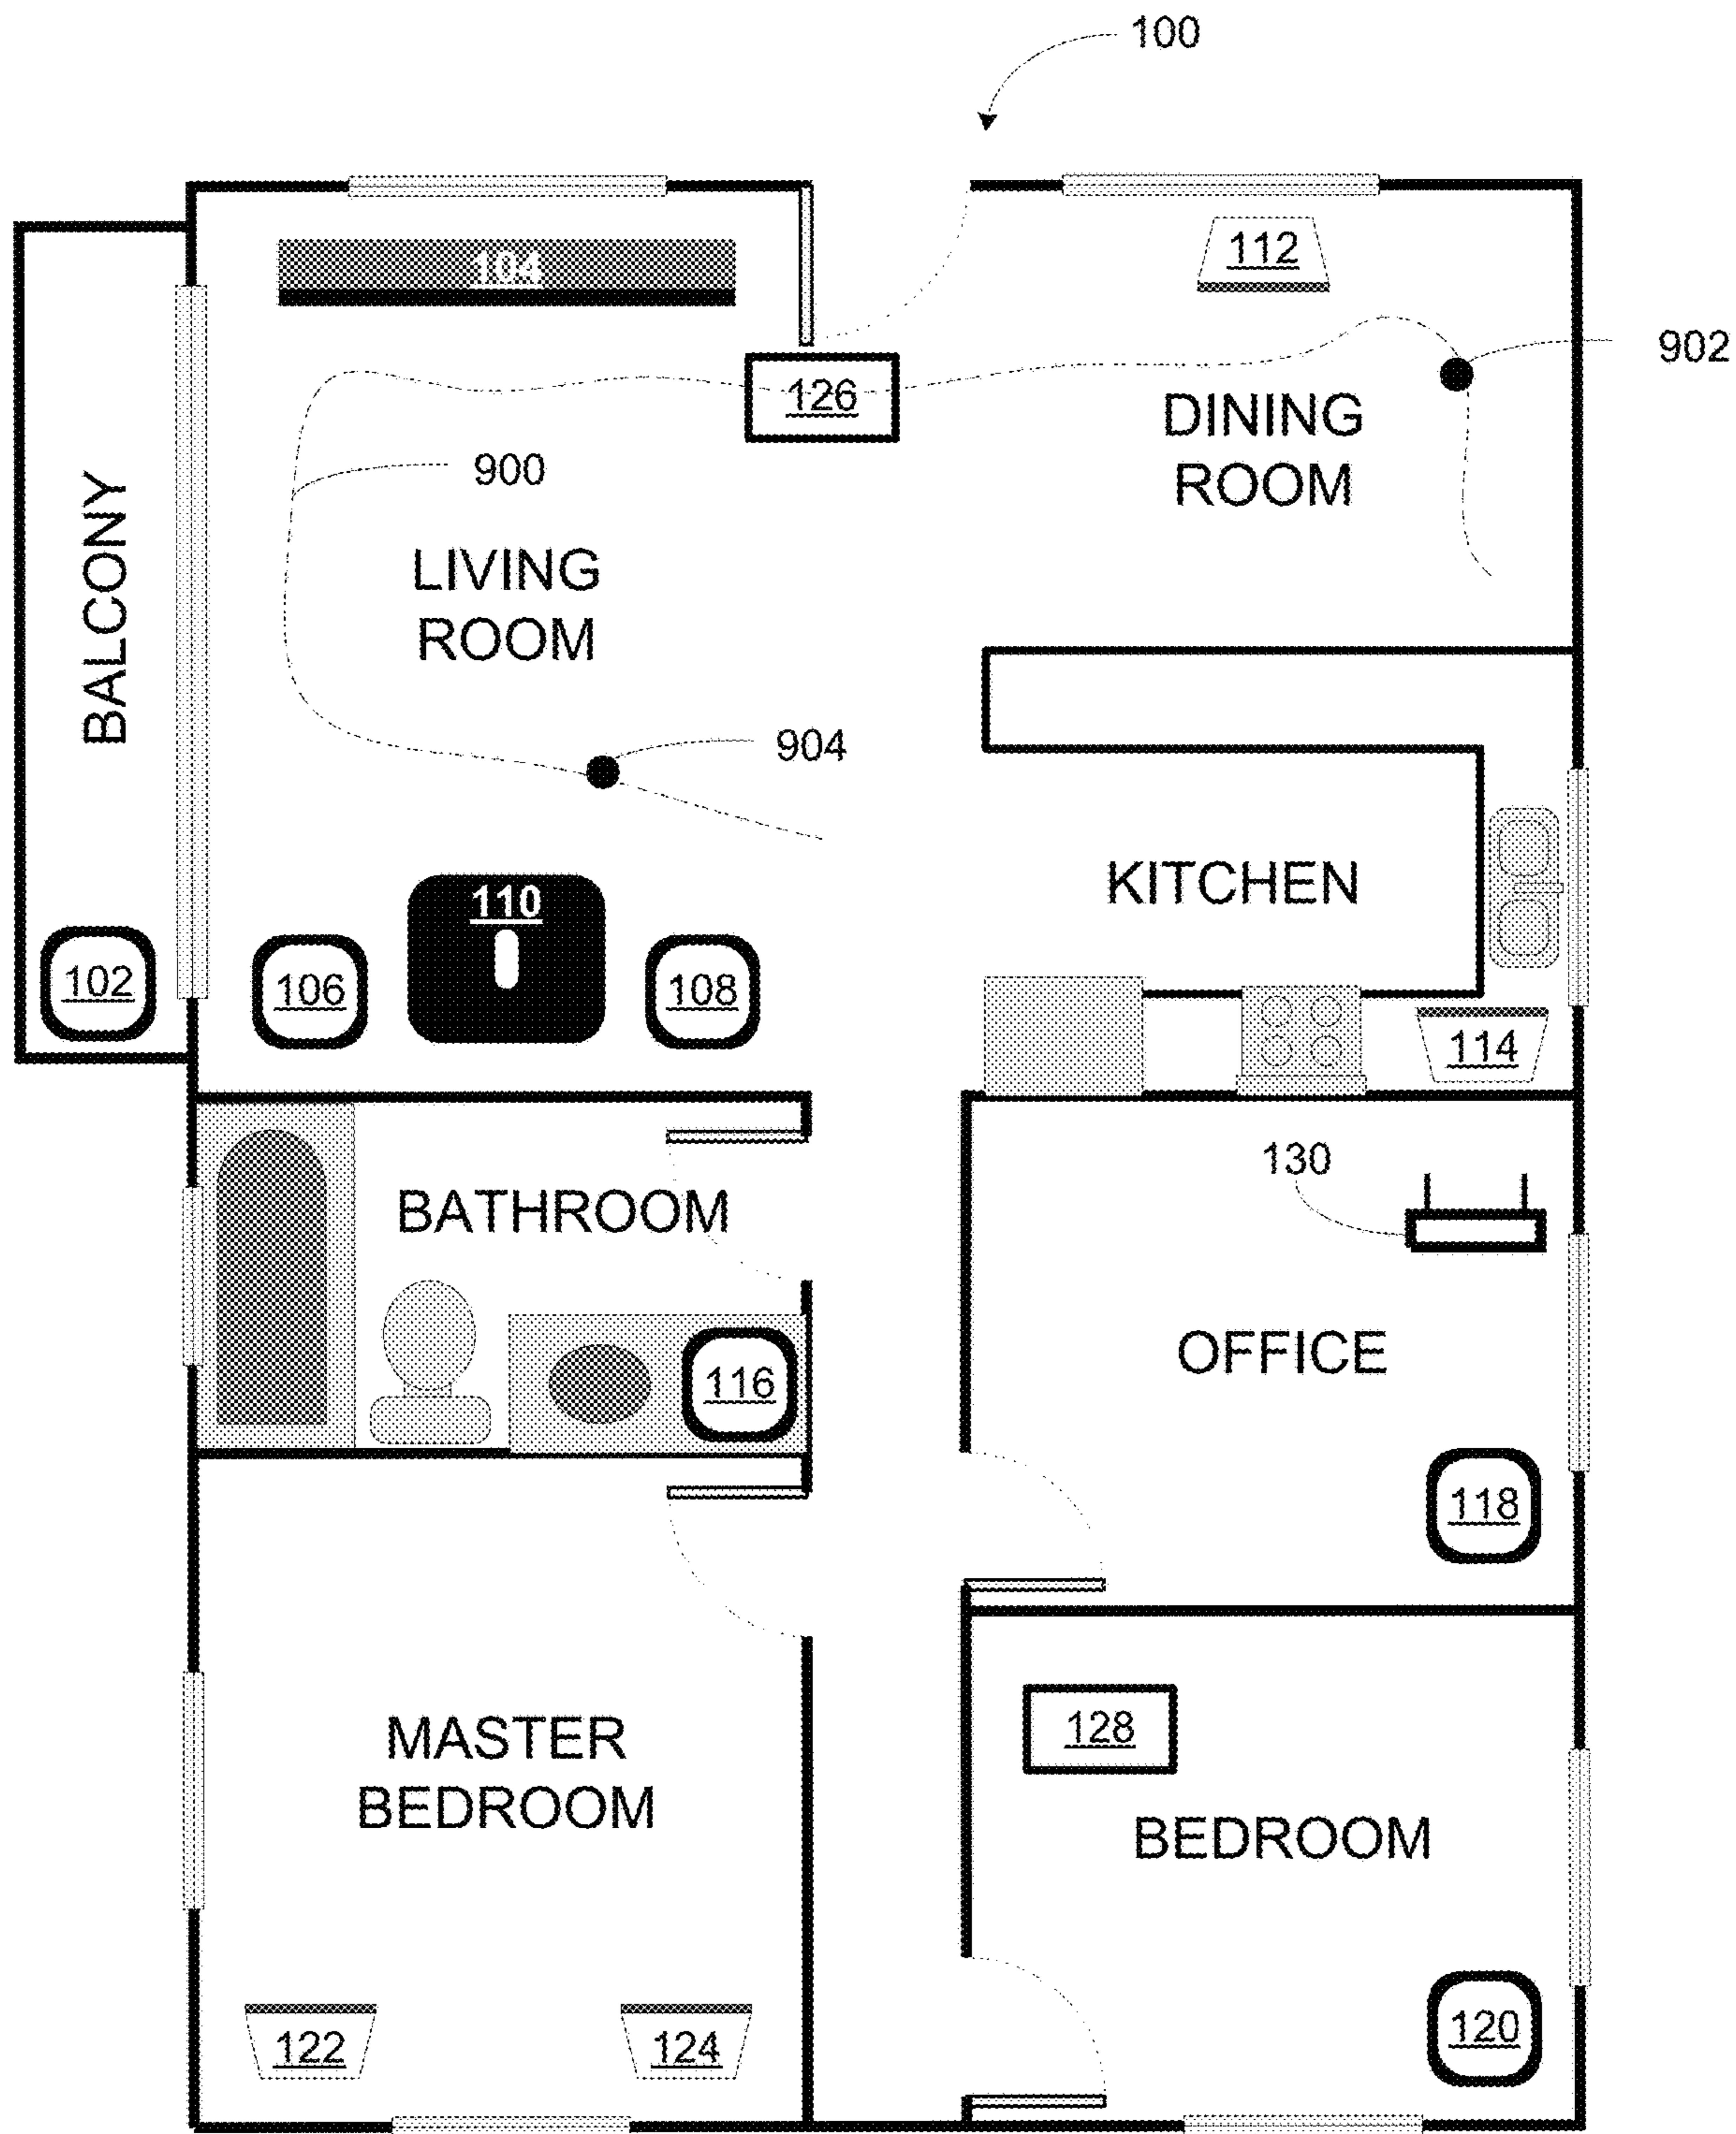 100
104
112
902
126
DINING
ROOM
900
BALCONY
LIVING
ROOM
904
KITCHEN
110
102
106
108
114
130
BATHROOM
OFFICE
116
118
128
MASTER
BEDROOM
BEDROOM
122
124
120